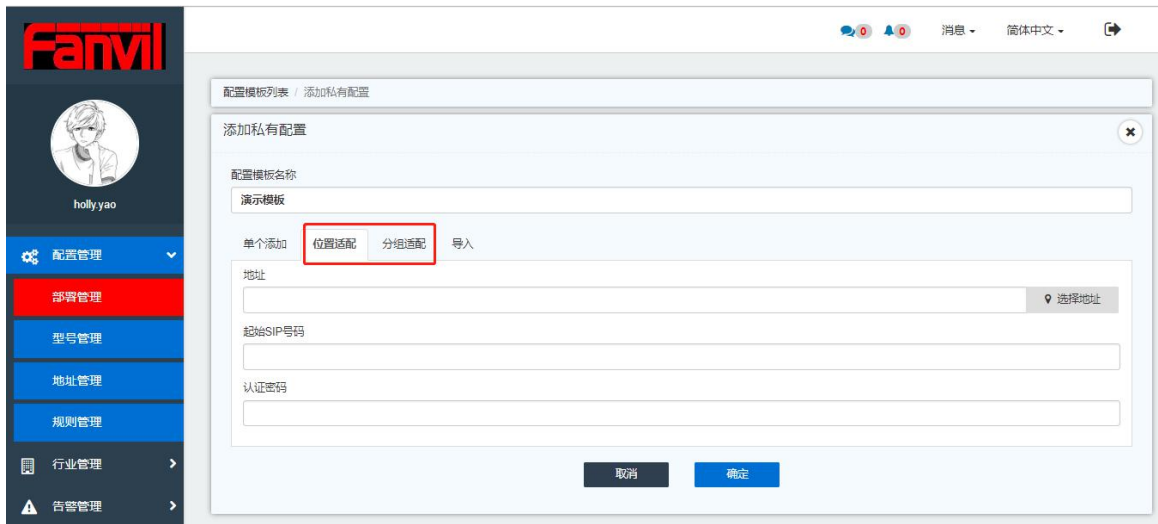 Fanvil
0 0 消息 简体中文
配置模板列表 / 添加私有配置
添加私有配置
配置模板名称
演示模板
holly.yao
单个添加 位置适配 分组适配 导入
配置管理
地址
部署管理
选择地址
起始SIP号码
型号管理
地址管理
认证密码
规则管理
行业管理
取消 确定
告警管理